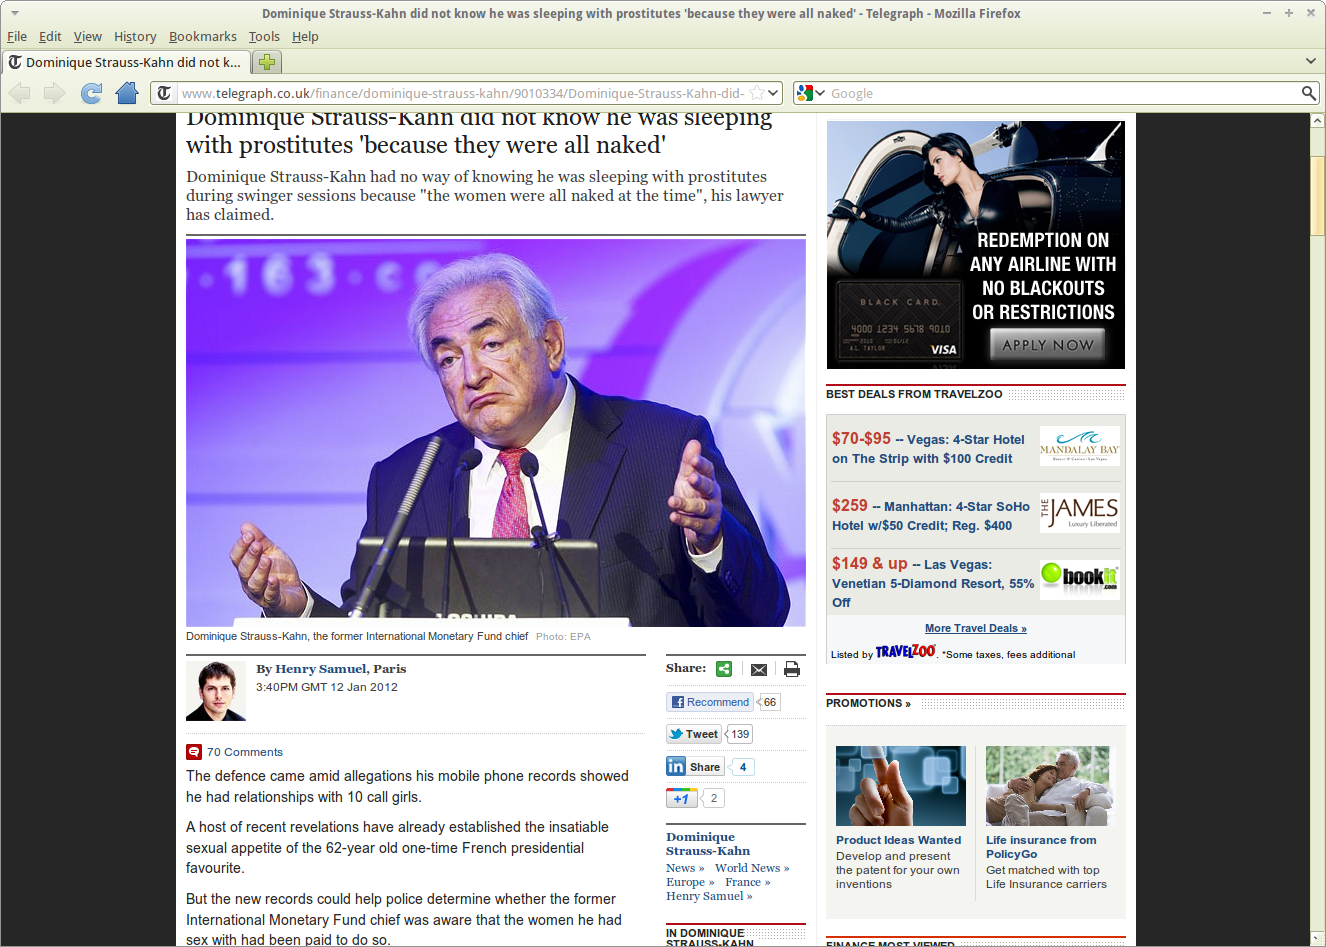 Dominique Strauss-Kahn did not know he was sleeping with prostitutes 'because they were all naked' - Telegraph - Mozilla Firefox
File Edit View History Bookmarks Tools Help
Dominique Strauss-Kahn did not k...
www.telegraph.co.uk/finance/dominique-strauss-kahn/9010334/Dominique-Strauss-Kahn-did-
Google
Dominique Strauss-Kahn did not know he was sleeping
with prostitutes 'because they were all naked'
Dominique Strauss-Kahn had no way of knowing he was sleeping with prostitutes
during swinger sessions because "the women were all naked at the time", his lawyer
has claimed.
·163.co
TOSHIBA
Dominique Strauss-Kahn, the former International Monetary Fund chief Photo: EPA
By Henry Samuel, Paris
3:40PM GMT 12 Jan 2012
70 Comments
The defence came amid allegations his mobile phone records showed
he had relationships with 10 call girls.
A host of recent revelations have already established the insatiable
sexual appetite of the 62-year old one-time French presidential
favourite.
But the new records could help police determine whether the former
International Monetary Fund chief was aware that the women he had
sex with had been paid to do so.
Share:
Recommend 66
Tweet 139
in Share 4
+1 2
Dominique
Strauss-Kahn
News » World News »
Europe » France »
Henry Samuel »
IN DOMINIQUE
STRAUSS-KAHN
REDEMPTION ON
ANY AIRLINE WITH
NO BLACKOUTS
OR RESTRICTIONS
BLACK CARD.
4000 1234 5678 9010
A.L. TAYLOR
VISA
APPLY NOW
BEST DEALS FROM TRAVELZOO
$70-$95 -- Vegas: 4-Star Hotel
on The Strip with $100 Credit
MANDALAY BAY
$259 -- Manhattan: 4-Star SoHo
Hotel w/$50 Credit; Reg. $400
THE JAMES
Luxury Liberated
$149 & up -- Las Vegas:
Venetian 5-Diamond Resort, 55%
Off
bookit
.com
More Travel Deals »
Listed by TRAVELZOO. *Some taxes, fees additional
PROMOTIONS »
Product Ideas Wanted
Develop and present
the patent for your own
inventions
Life insurance from
PolicyGo
Get matched with top
Life Insurance carriers
FINANCE MOST VIEWED